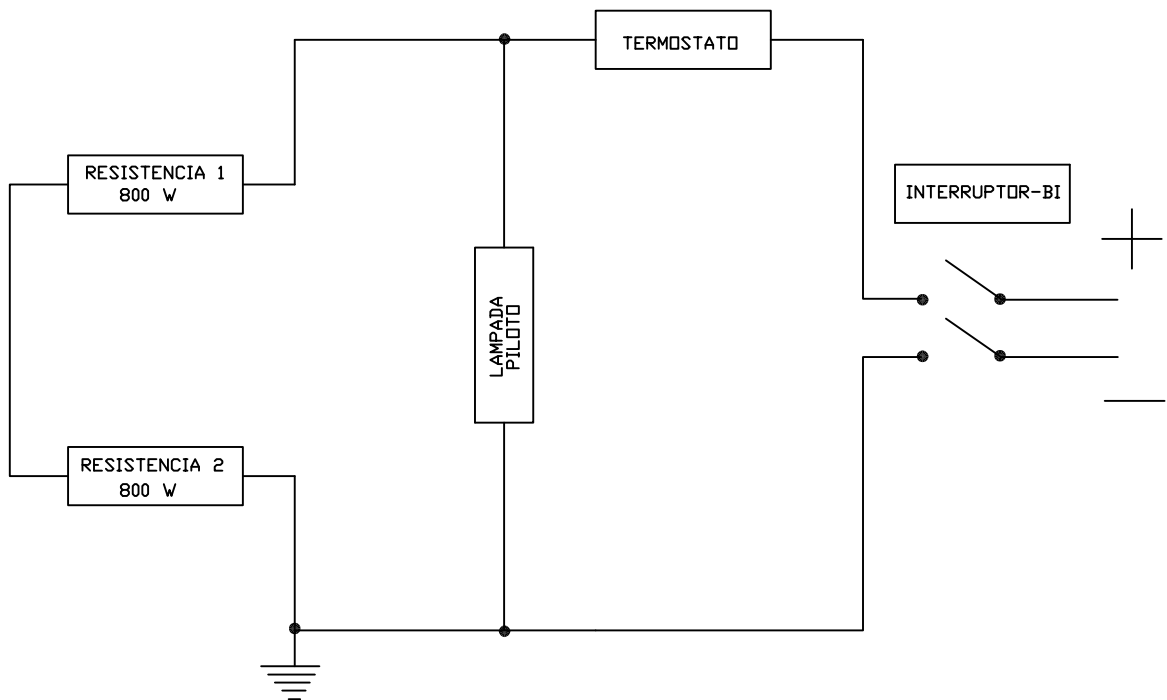 TERMOSTATO
RESISTENCIA 1
800 W
INTERRUPTOR-BI
+
LAMPADA
PILOTO
-
RESISTENCIA 2
800 W